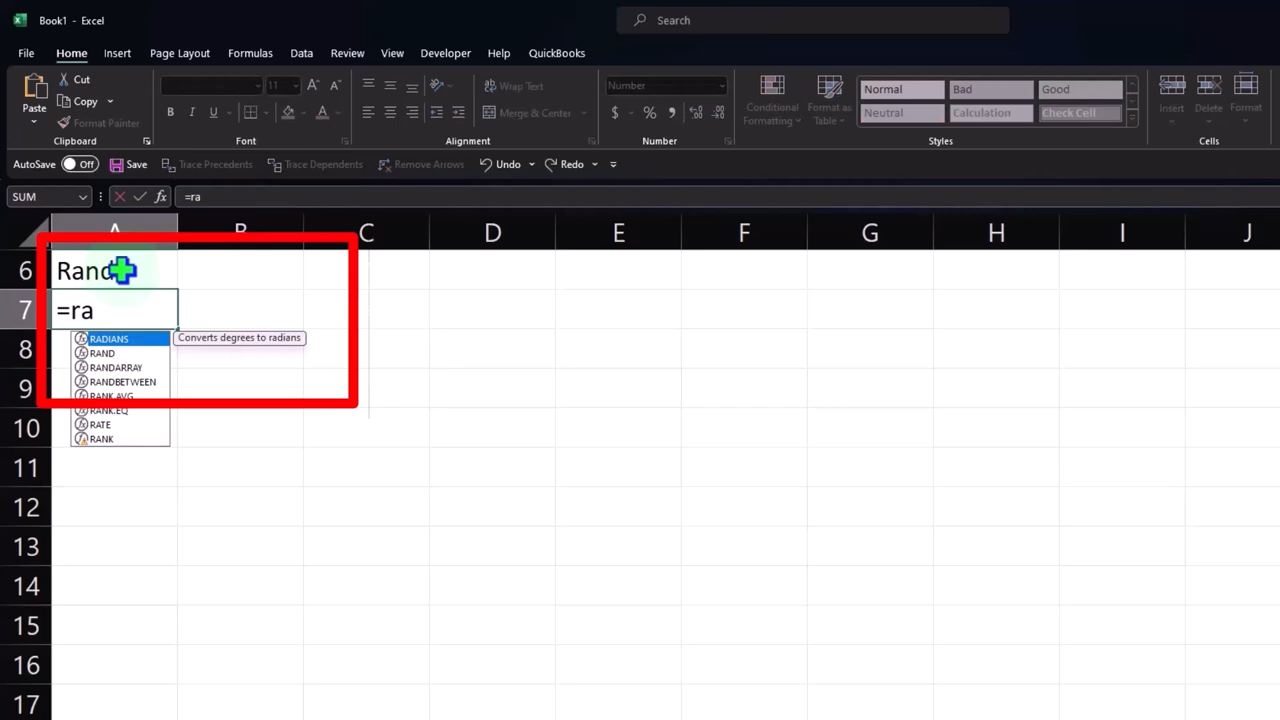 Book1 - Excel
Search
File Home Insert Page Layout Formulas Data Review View Developer Help QuickBooks
Paste
Cut
Copy
Format Painter
Clipboard
11
Font
Wrap Text
Merge & Center
Alignment
Number
Number
Conditional Formatting
Format as Table
Normal Bad Good
Neutral Calculation Check Cell
Styles
Insert Delete Format
Cells
AutoSave Off Save Trace Precedents Trace Dependents Remove Arrows Undo Redo
SUM fx =ra
A B C D E F G H I J
6 Rand
7 =ra
RADIANS Converts degrees to radians
8
RAND
RANDARRAY
RANDBETWEEN
9
RANK.AVG
RANK.EQ
10
RATE
RANK
11
12
13
14
15
16
17